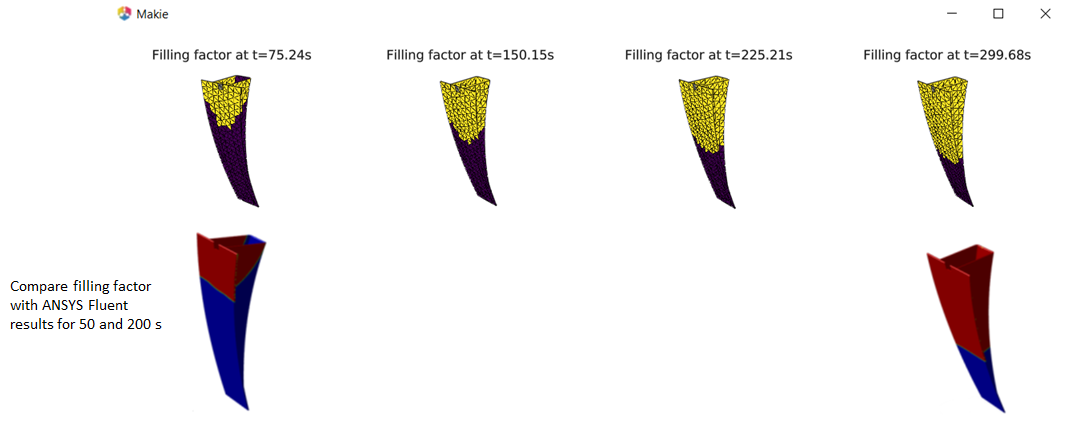 Makie
Filling factor at t=75.24s
Filling factor at t=150.15s
Filling factor at t=225.21s
Filling factor at t=299.68s
Compare filling factor
with ANSYS Fluent
results for 50 and 200 s